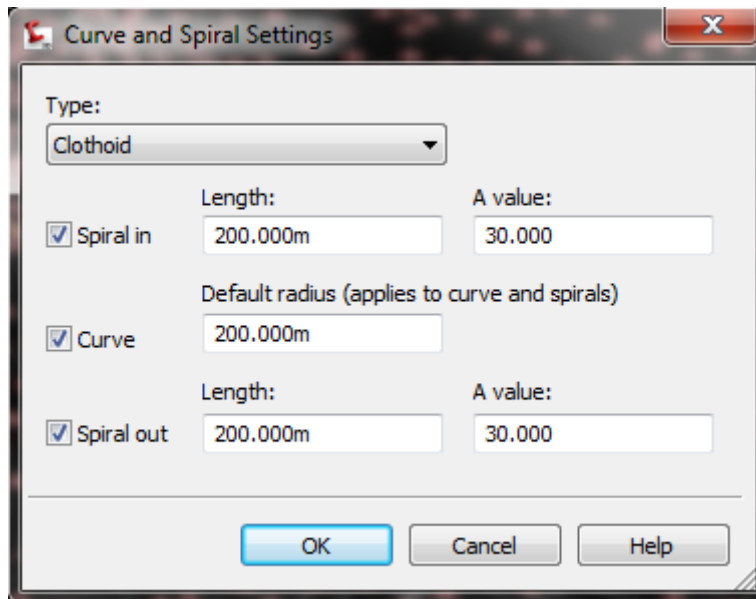 Curve and Spiral Settings
Type:
Clothoid
Length: A value:
Spiral in 200.000m 30.000
Default radius (applies to curve and spirals)
Curve 200.000m
Length: A value:
Spiral out 200.000m 30.000
OK Cancel Help